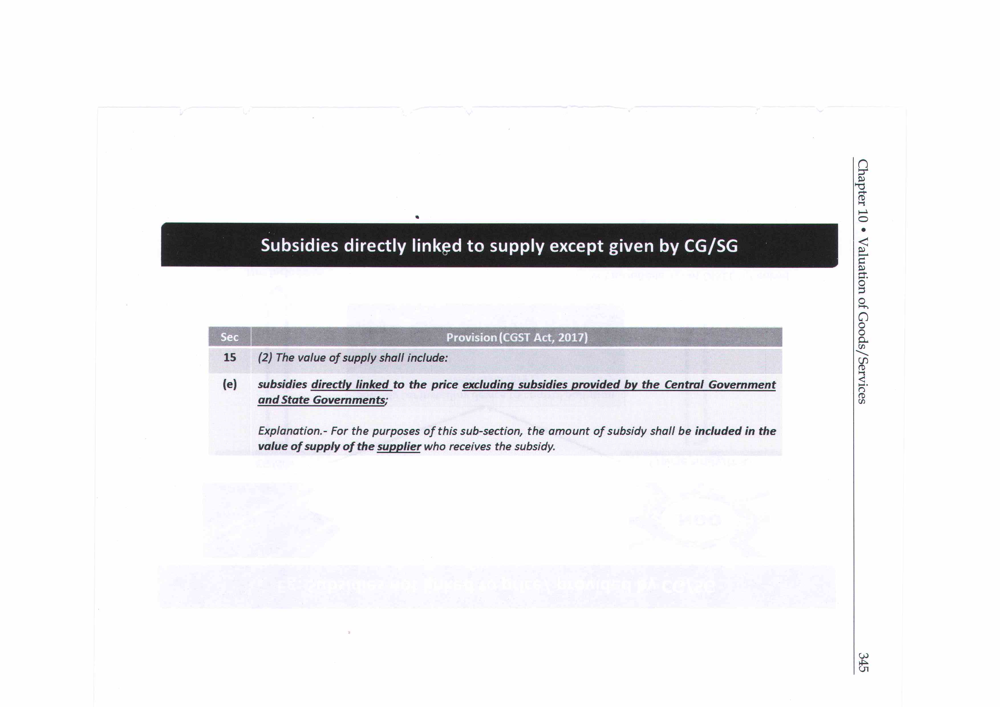 Chapter 10 • Valuation of Goods/Services
345
Subsidies directly linked to supply except given by CG/SG
Sec Provision (CGST Act, 2017)
15 (2) The value of supply shall include:
(e) subsidies directly linked to the price excluding subsidies provided by the Central Government
and State Governments;
Explanation.- For the purposes of this sub-section, the amount of subsidy shall be included in the
value of supply of the supplier who receives the subsidy.